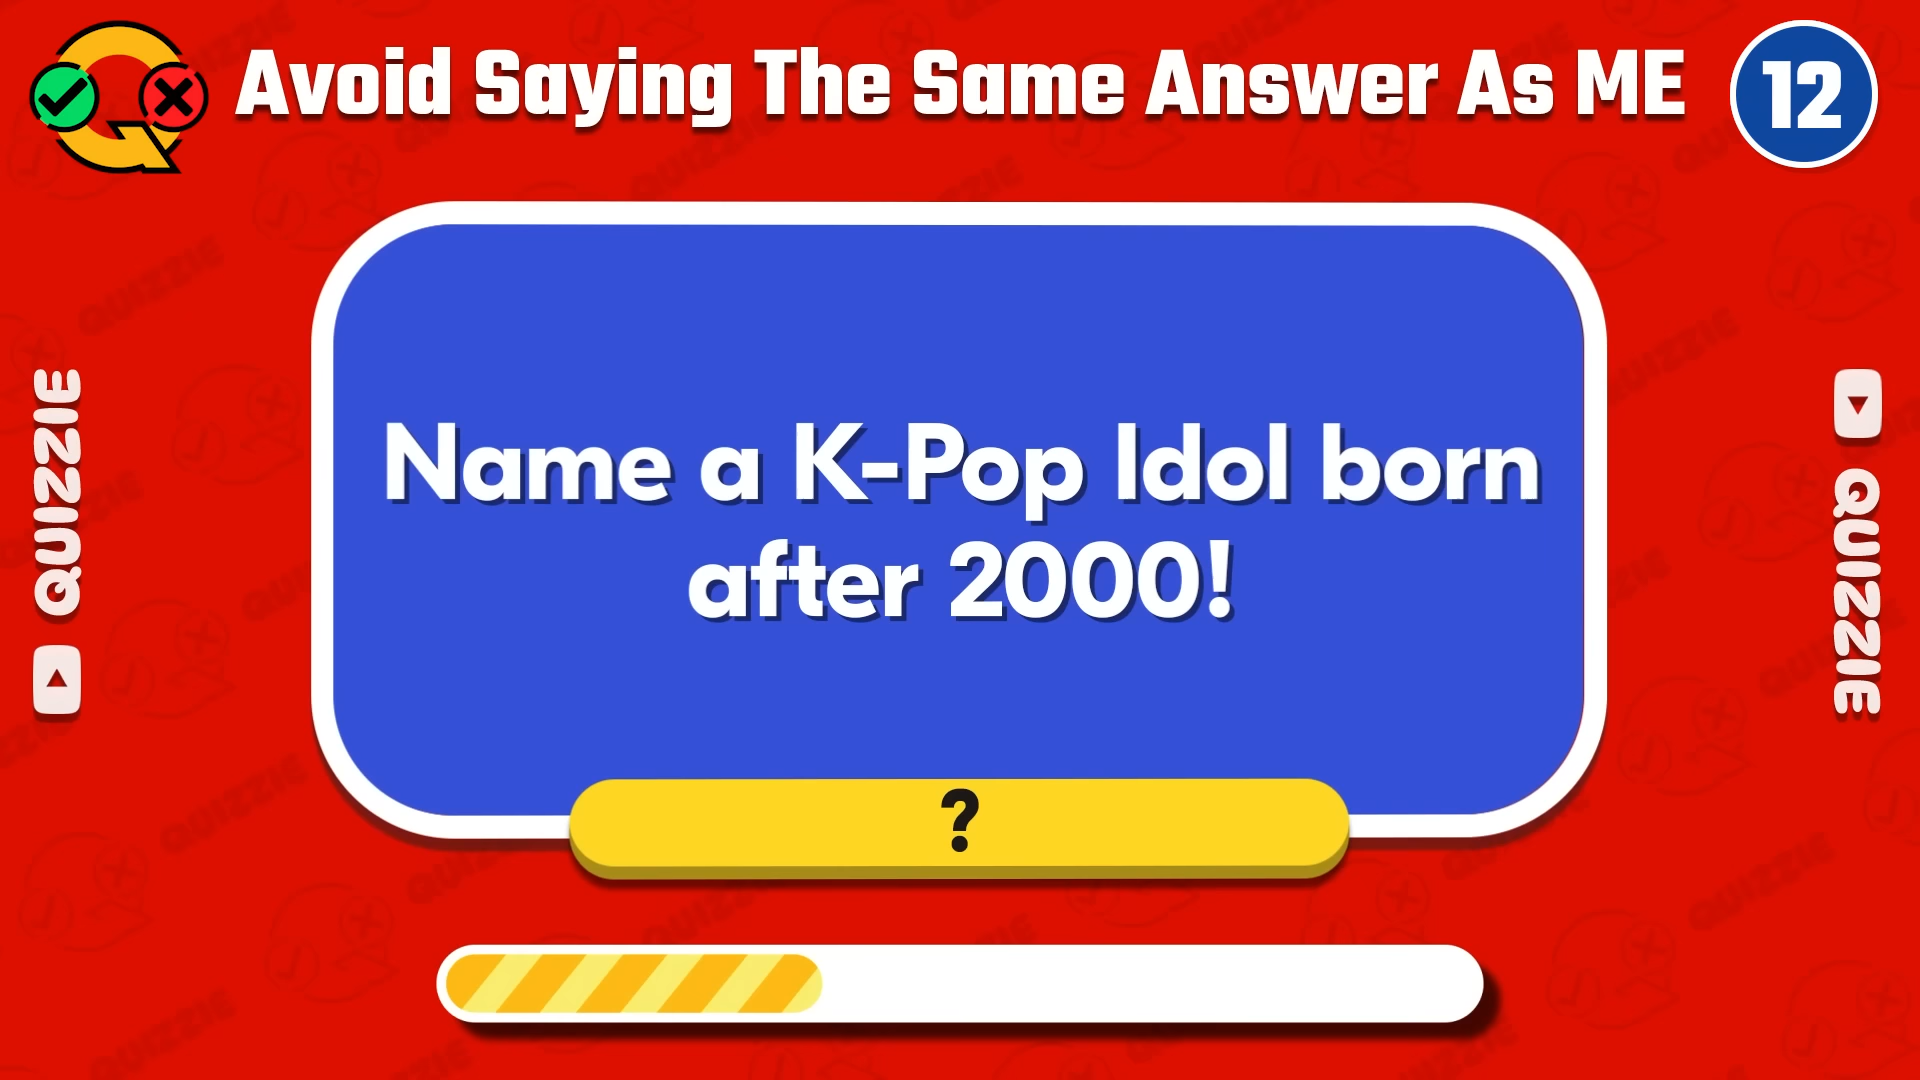 Avoid Saying The Same Answer As ME
12
QUIZZIE
Name a K-Pop Idol born
after 2000!
?
QUIZZIE